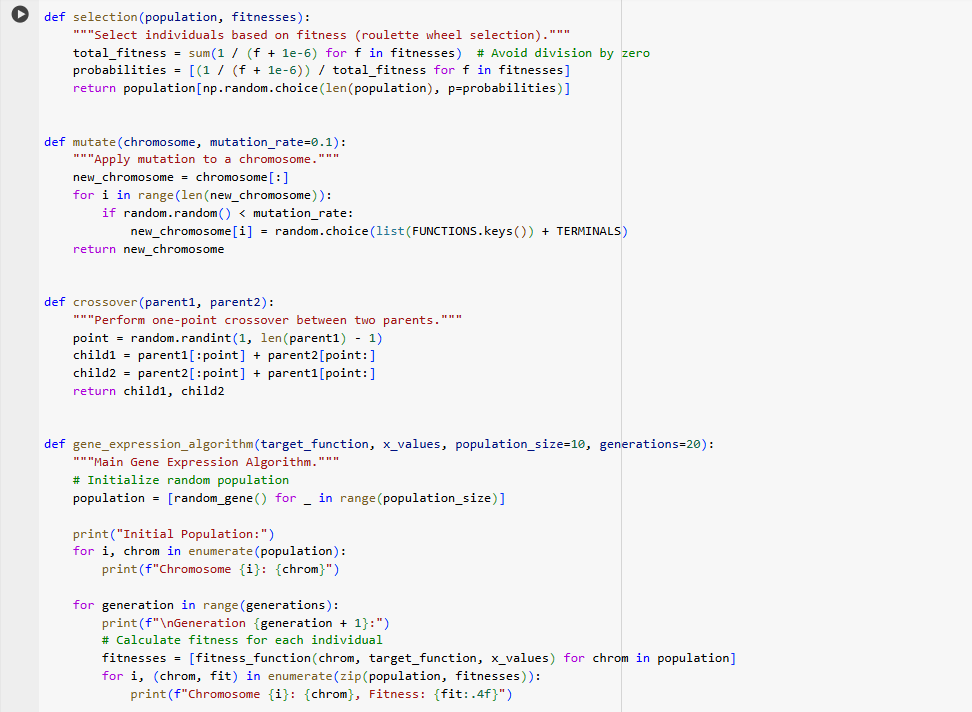 def selection(population, fitnesses):
    """Select individuals based on fitness (roulette wheel selection)."""
    total_fitness = sum(1 / (f + 1e-6) for f in fitnesses)  # Avoid division by zero
    probabilities = [(1 / (f + 1e-6)) / total_fitness for f in fitnesses]
    return population[np.random.choice(len(population), p=probabilities)]


def mutate(chromosome, mutation_rate=0.1):
    """Apply mutation to a chromosome."""
    new_chromosome = chromosome[:]
    for i in range(len(new_chromosome)):
        if random.random() < mutation_rate:
            new_chromosome[i] = random.choice(list(FUNCTIONS.keys()) + TERMINALS)
    return new_chromosome


def crossover(parent1, parent2):
    """Perform one-point crossover between two parents."""
    point = random.randint(1, len(parent1) - 1)
    child1 = parent1[:point] + parent2[point:]
    child2 = parent2[:point] + parent1[point:]
    return child1, child2


def gene_expression_algorithm(target_function, x_values, population_size=10, generations=20):
    """Main Gene Expression Algorithm."""
    # Initialize random population
    population = [random_gene() for _ in range(population_size)]

    print("Initial Population:")
    for i, chrom in enumerate(population):
        print(f"Chromosome {i}: {chrom}")

    for generation in range(generations):
        print(f"\nGeneration {generation + 1}:")
        # Calculate fitness for each individual
        fitnesses = [fitness_function(chrom, target_function, x_values) for chrom in population]
        for i, (chrom, fit) in enumerate(zip(population, fitnesses)):
            print(f"Chromosome {i}: {chrom}, Fitness: {fit:.4f}")